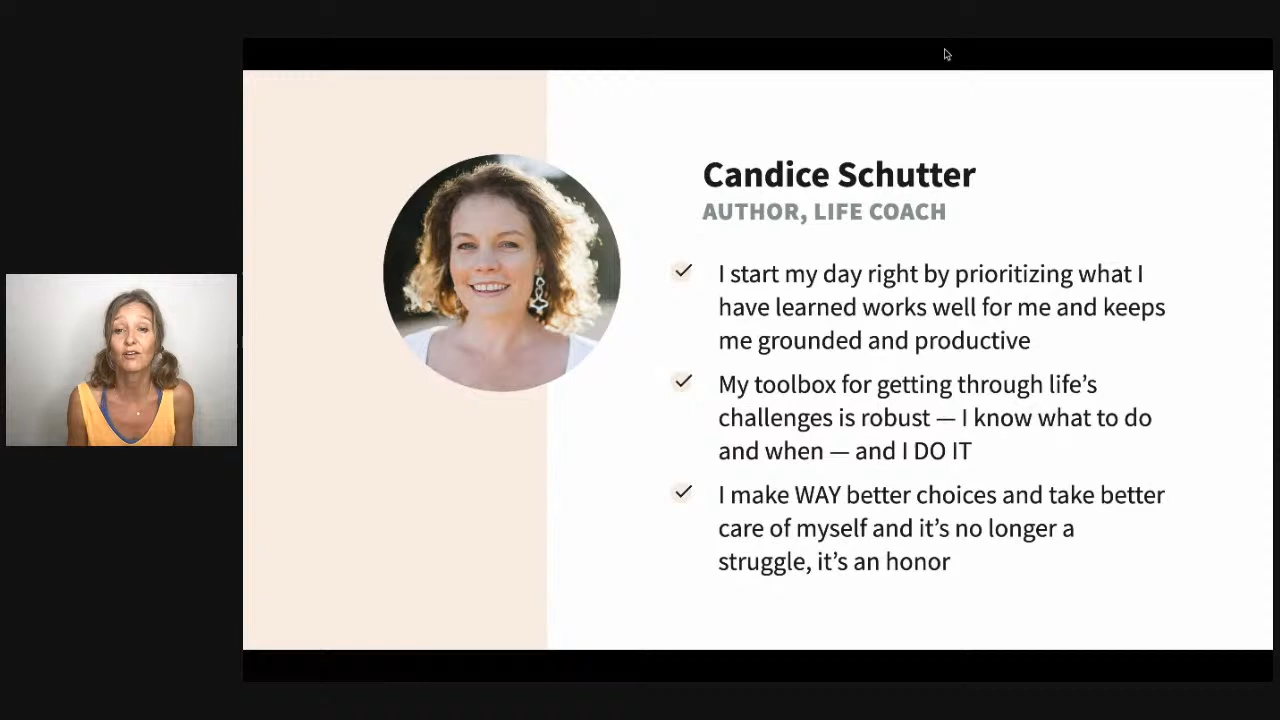 Candice Schutter
AUTHOR, LIFE COACH
I start my day right by prioritizing what I
have learned works well for me and keeps
me grounded and productive
My toolbox for getting through life’s
challenges is robust — I know what to do
and when — and I DO IT
I make WAY better choices and take better
care of myself and it’s no longer a
struggle, it’s an honor